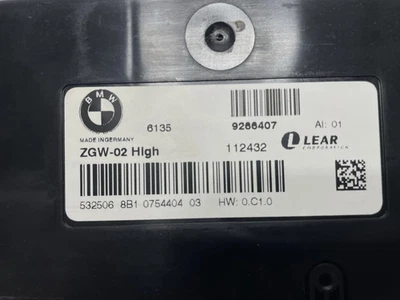 BMW
6135 9266407 AI: 01
MADE IN GERMANY
ZGW-02 High 112432 LEAR
CORPORATION
532506 8B1 0754404 03 HW: 0.C1.0